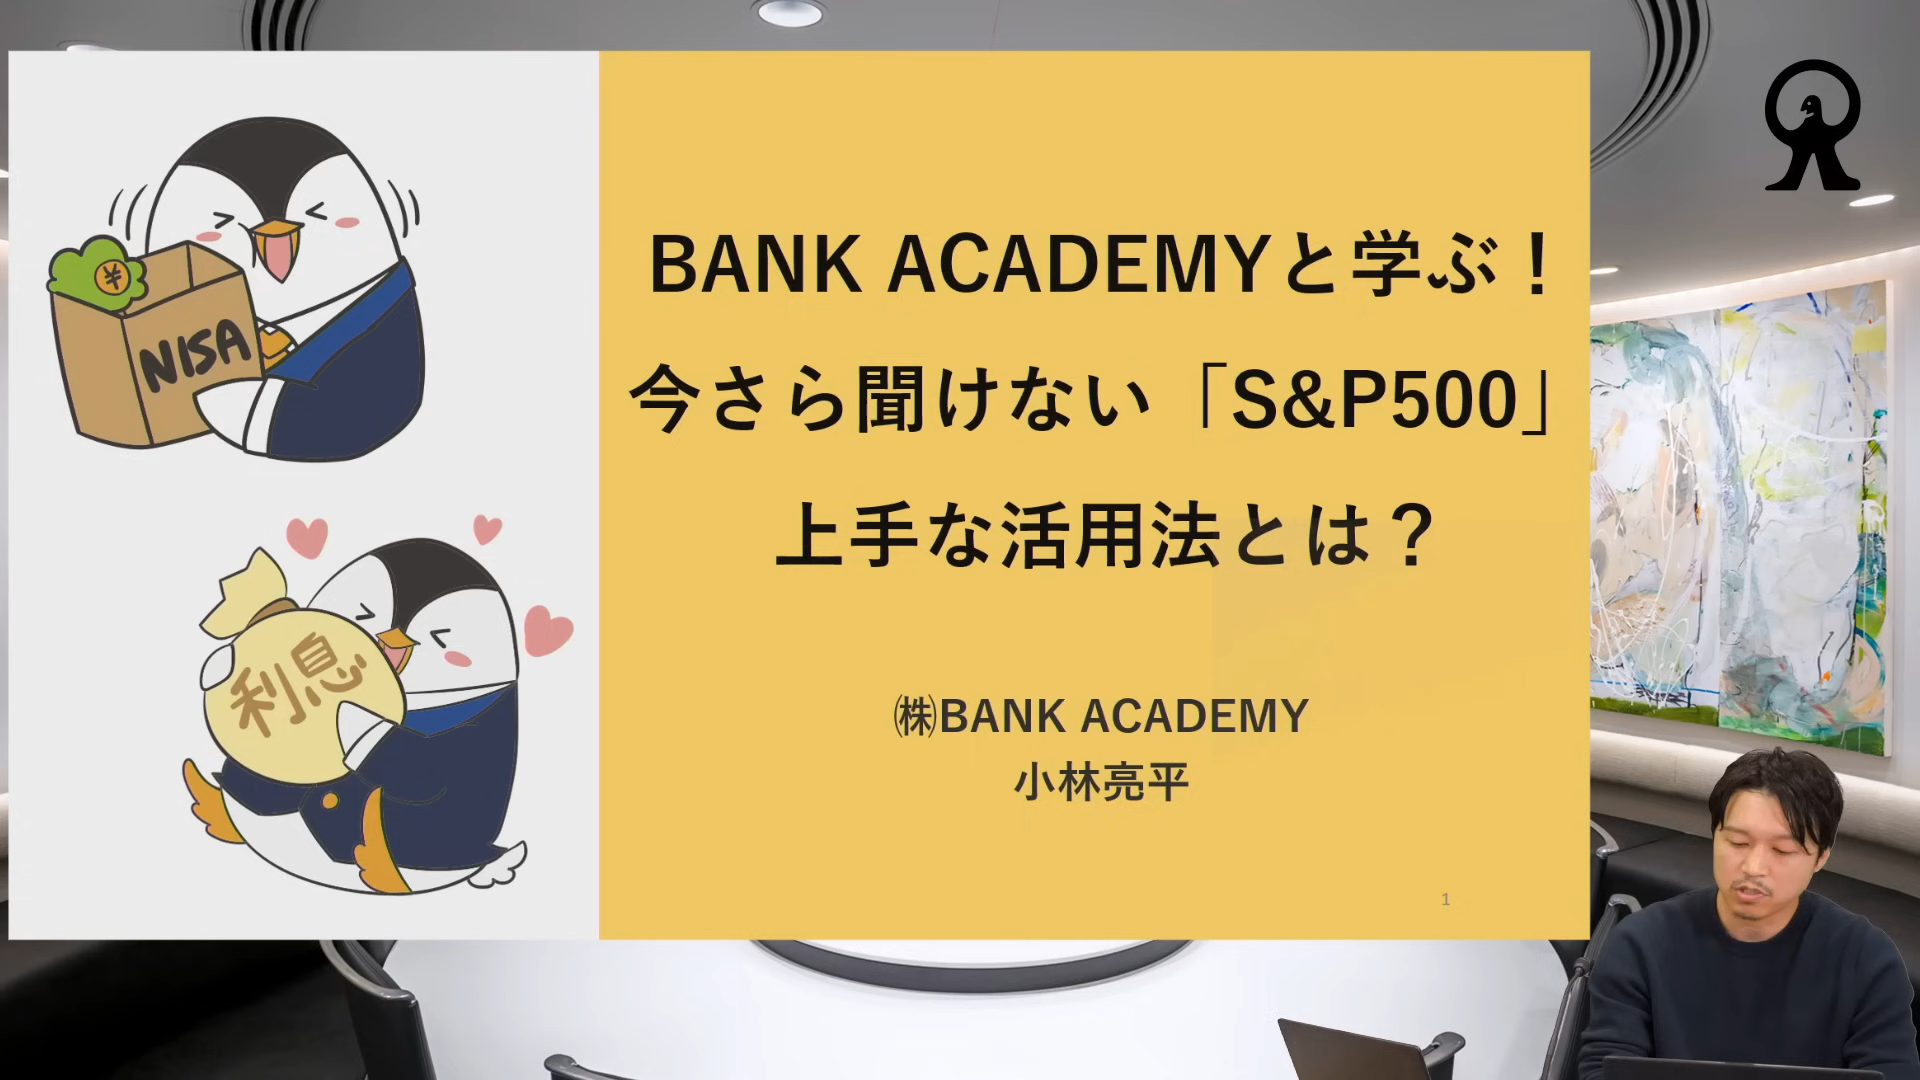 NISA
利息
BANK ACADEMYと学ぶ！
今さら聞けない「S&P500」
上手な活用法とは？
㈱BANK ACADEMY
小林亮平
1
¥